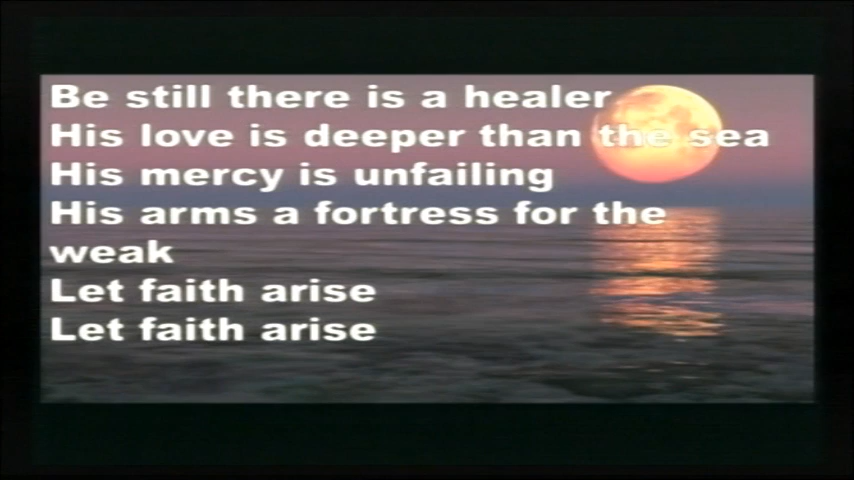 Be still there is a healer
His love is deeper than the sea
His mercy is unfailing
His arms a fortress for the
weak
Let faith arise
Let faith arise